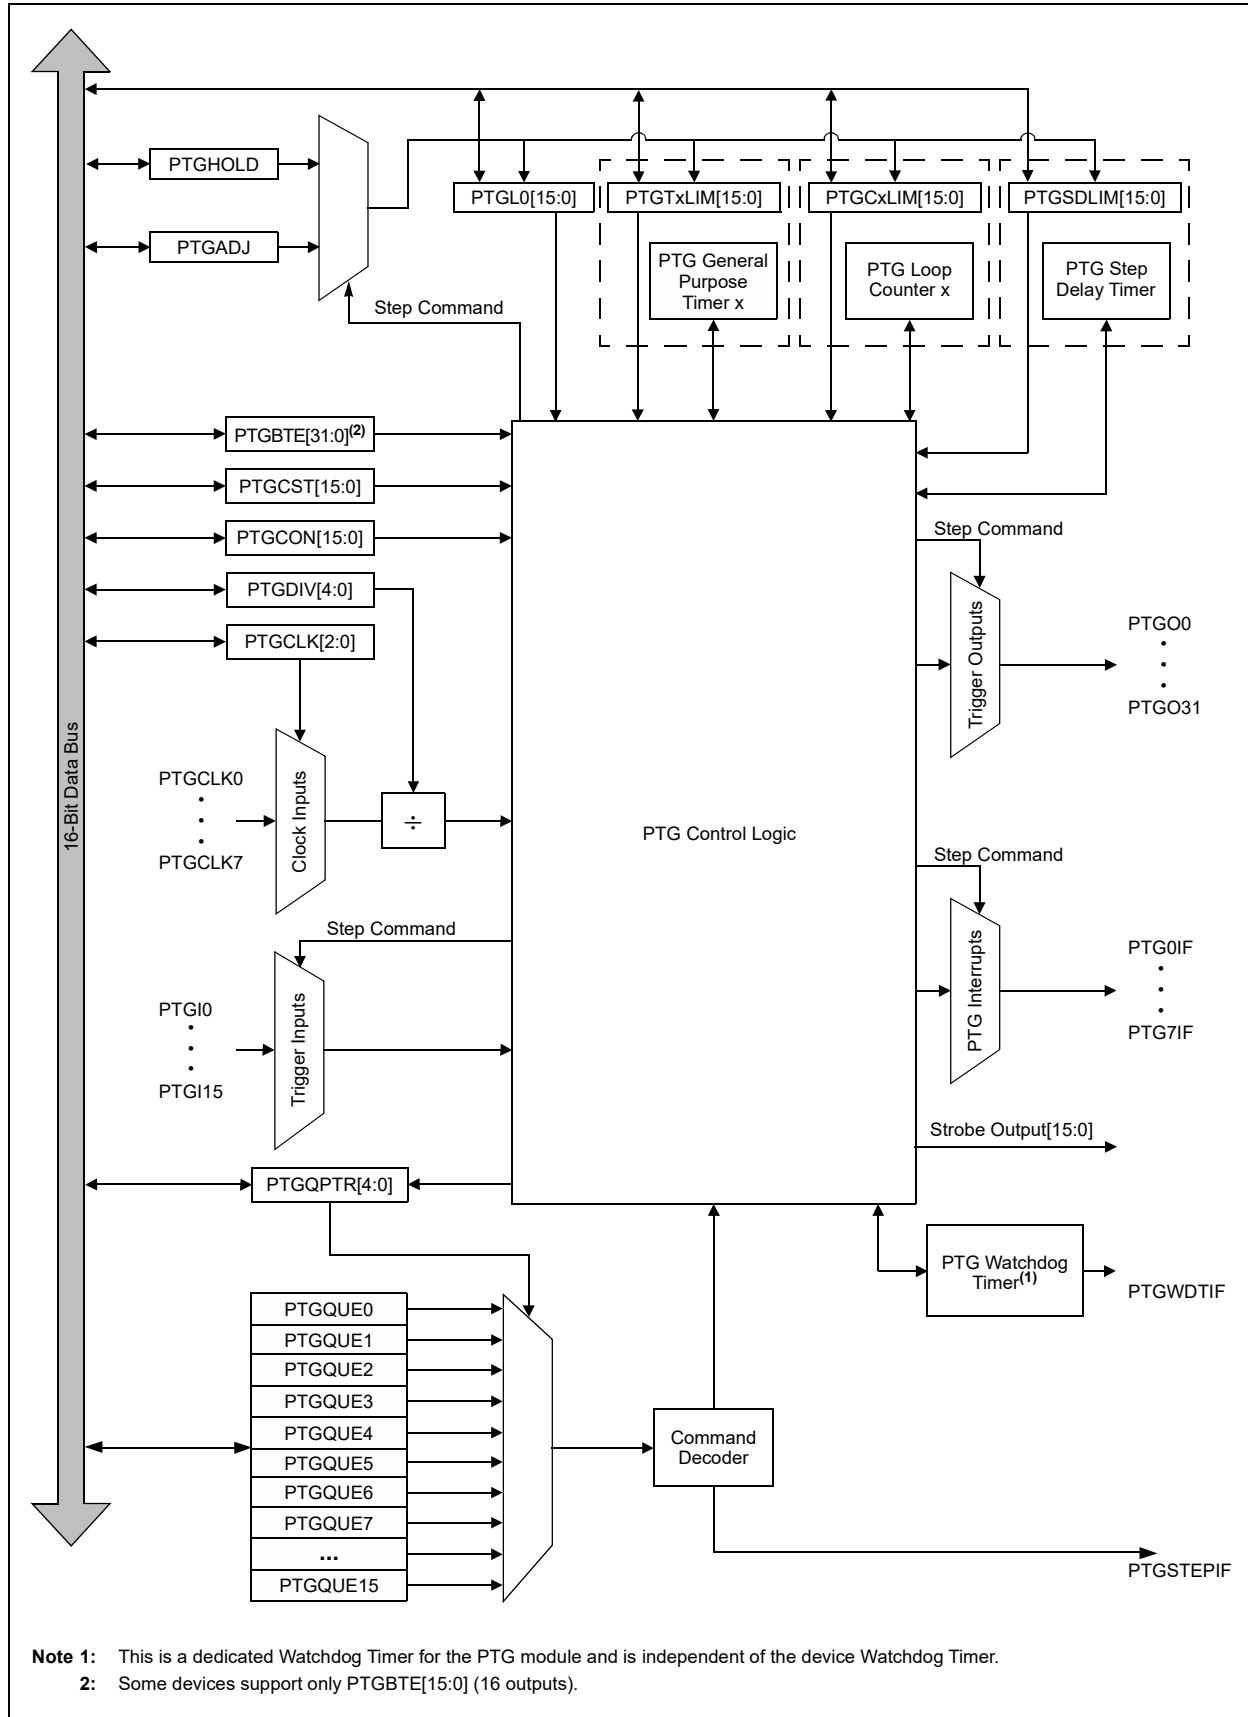 PTGHOLD
PTGADJ
PTGL0[15:0]
PTGTxLIM[15:0]
PTGCxLIM[15:0]
PTGSDLIM[15:0]
PTG General
Purpose
Timer x
PTG Loop
Counter x
PTG Step
Delay Timer
Step Command
PTGBTE[31:0](2)
PTGCST[15:0]
PTGCON[15:0]
PTGDIV[4:0]
PTGCLK[2:0]
Step Command
Trigger Outputs
PTGO0
PTGO31
16-Bit Data Bus
PTGCLK0
PTGCLK7
Clock Inputs
÷
PTG Control Logic
Step Command
PTG Interrupts
PTG0IF
PTG7IF
Step Command
PTGI0
PTGI15
Trigger Inputs
Strobe Output[15:0]
PTGQPTR[4:0]
PTG Watchdog
Timer(1)
PTGWDTIF
PTGQUE0
PTGQUE1
PTGQUE2
PTGQUE3
PTGQUE4
PTGQUE5
PTGQUE6
PTGQUE7
...
PTGQUE15
Command
Decoder
PTGSTEPIF
Note 1: This is a dedicated Watchdog Timer for the PTG module and is independent of the device Watchdog Timer.
2: Some devices support only PTGBTE[15:0] (16 outputs).